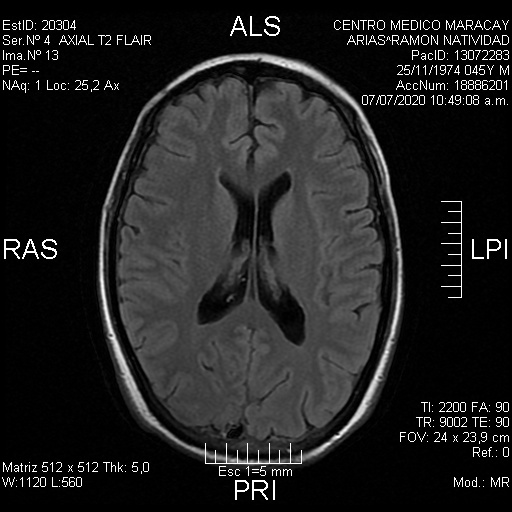 EstID: 20304
Ser.Nº 4 AXIAL T2 FLAIR
Ima.Nº 13
PE= --
NAq: 1 Loc: 25,2 Ax
ALS
CENTRO MEDICO MARACAY
ARIAS^RAMON NATIVIDAD
PacID: 13072283
25/11/1974 045Y M
AccNum: 18886201
07/07/2020 10:49:08 a.m.
RAS
LPI
TI: 2200 FA: 90
TR: 9002 TE: 90
FOV: 24 x 23,9 cm
Ref.: 0
Mod.: MR
Matriz 512 x 512 Thk: 5,0
W:1120 L:560
Esc 1=5 mm
PRI